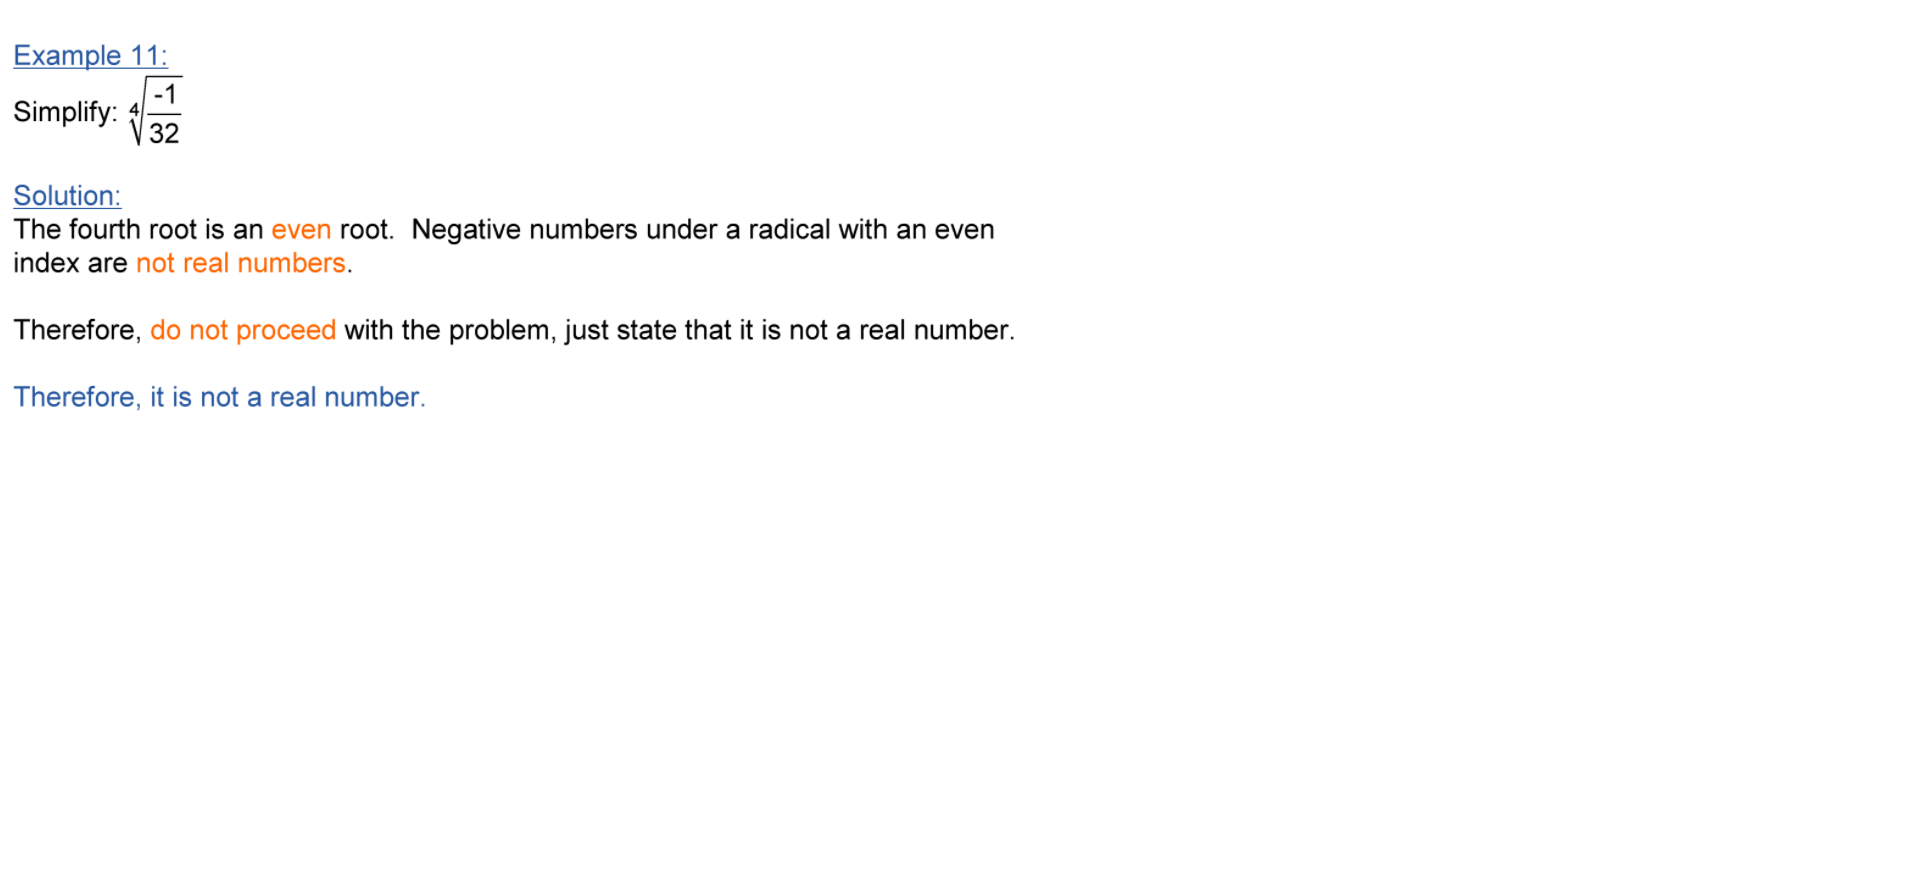 Example 11:
Simplify: $\sqrt[4]{\frac{-1}{32}}$
Solution:
The fourth root is an even root.  Negative numbers under a radical with an even
index are not real numbers.
Therefore, do not proceed with the problem, just state that it is not a real number.
Therefore, it is not a real number.